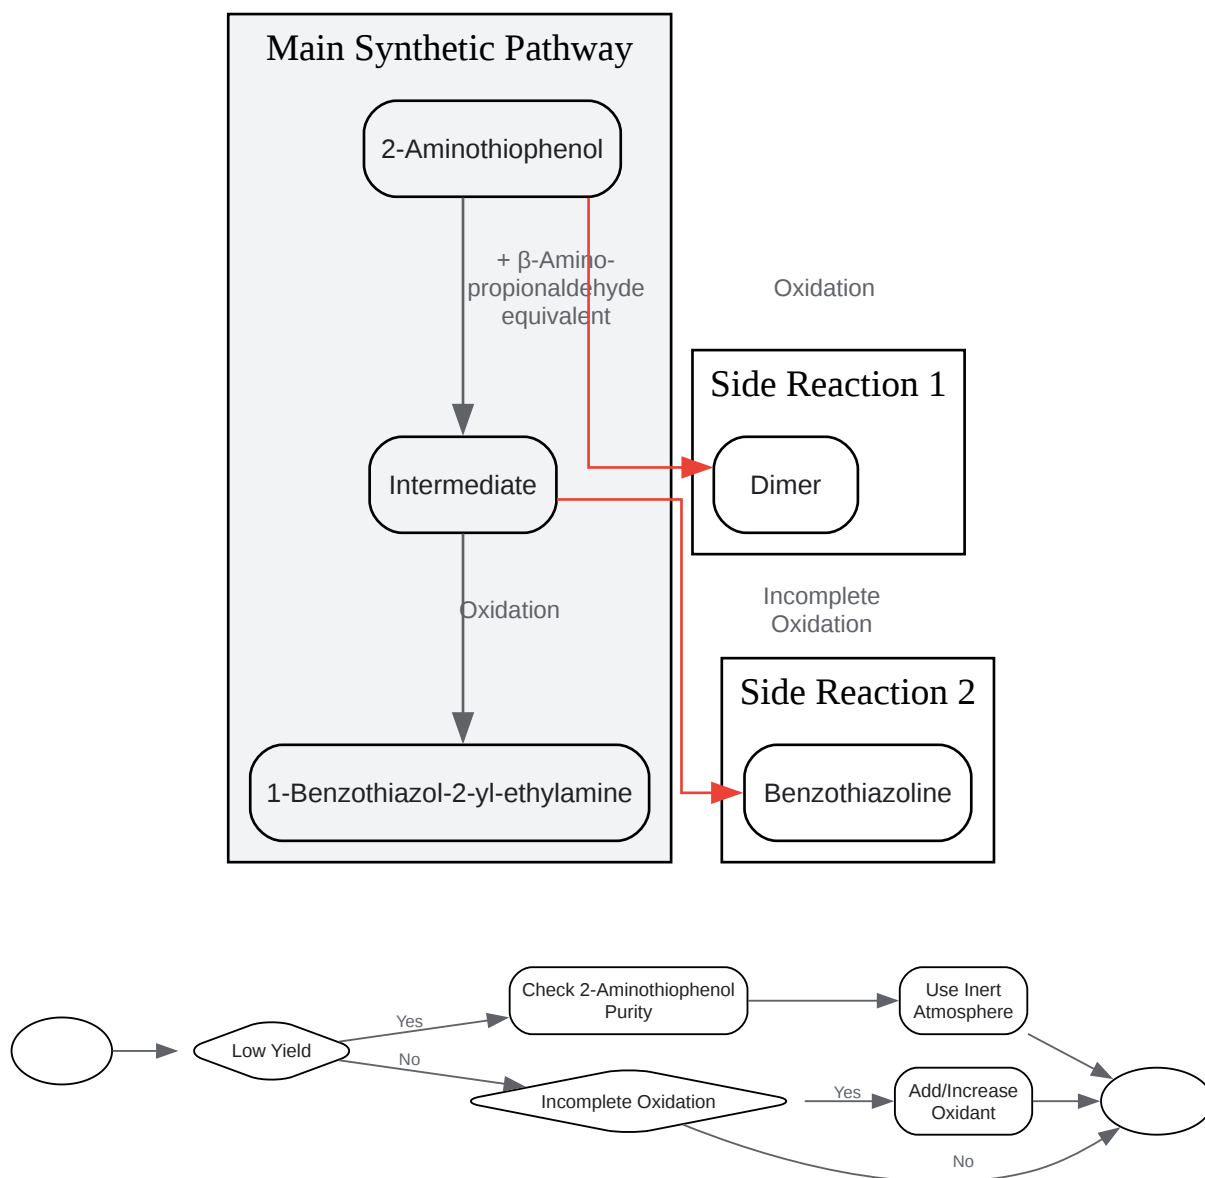 Main Synthetic Pathway
2-Aminothiophenol
+ β-Amino-
propionaldehyde
equivalent
Oxidation
Side Reaction 1
Intermediate
Dimer
Oxidation
Incomplete
Oxidation
Side Reaction 2
1-Benzothiazol-2-yl-ethylamine
Benzothiazoline
Check 2-Aminothiophenol
Purity
Use Inert
Atmosphere
Yes
Low Yield
No
Incomplete Oxidation
Yes
Add/Increase
Oxidant
No